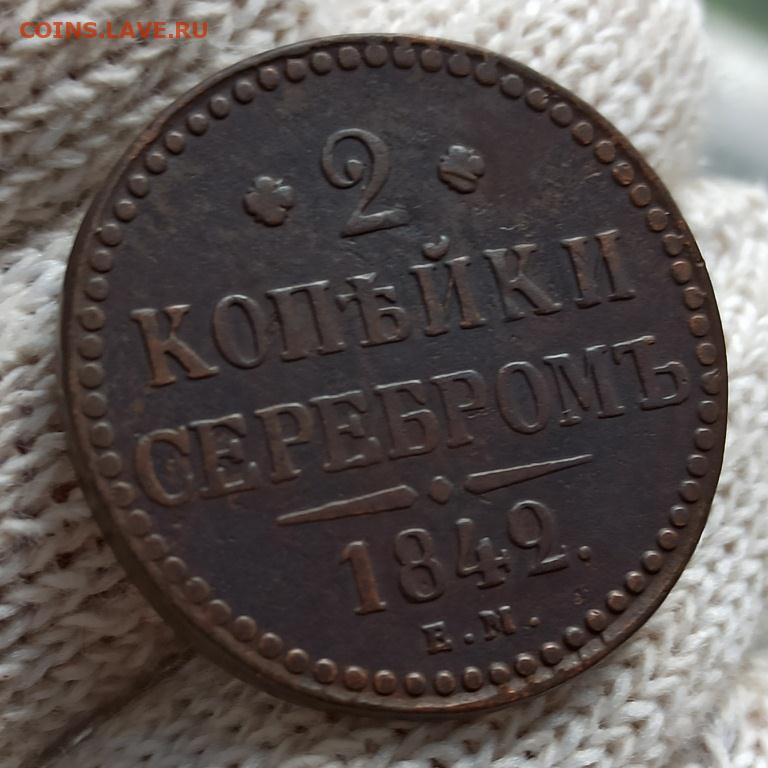 COINS.LAVE.RU
2
КОПѢЙКИ
СЕРЕБРОМЪ
1842.
Е.М.